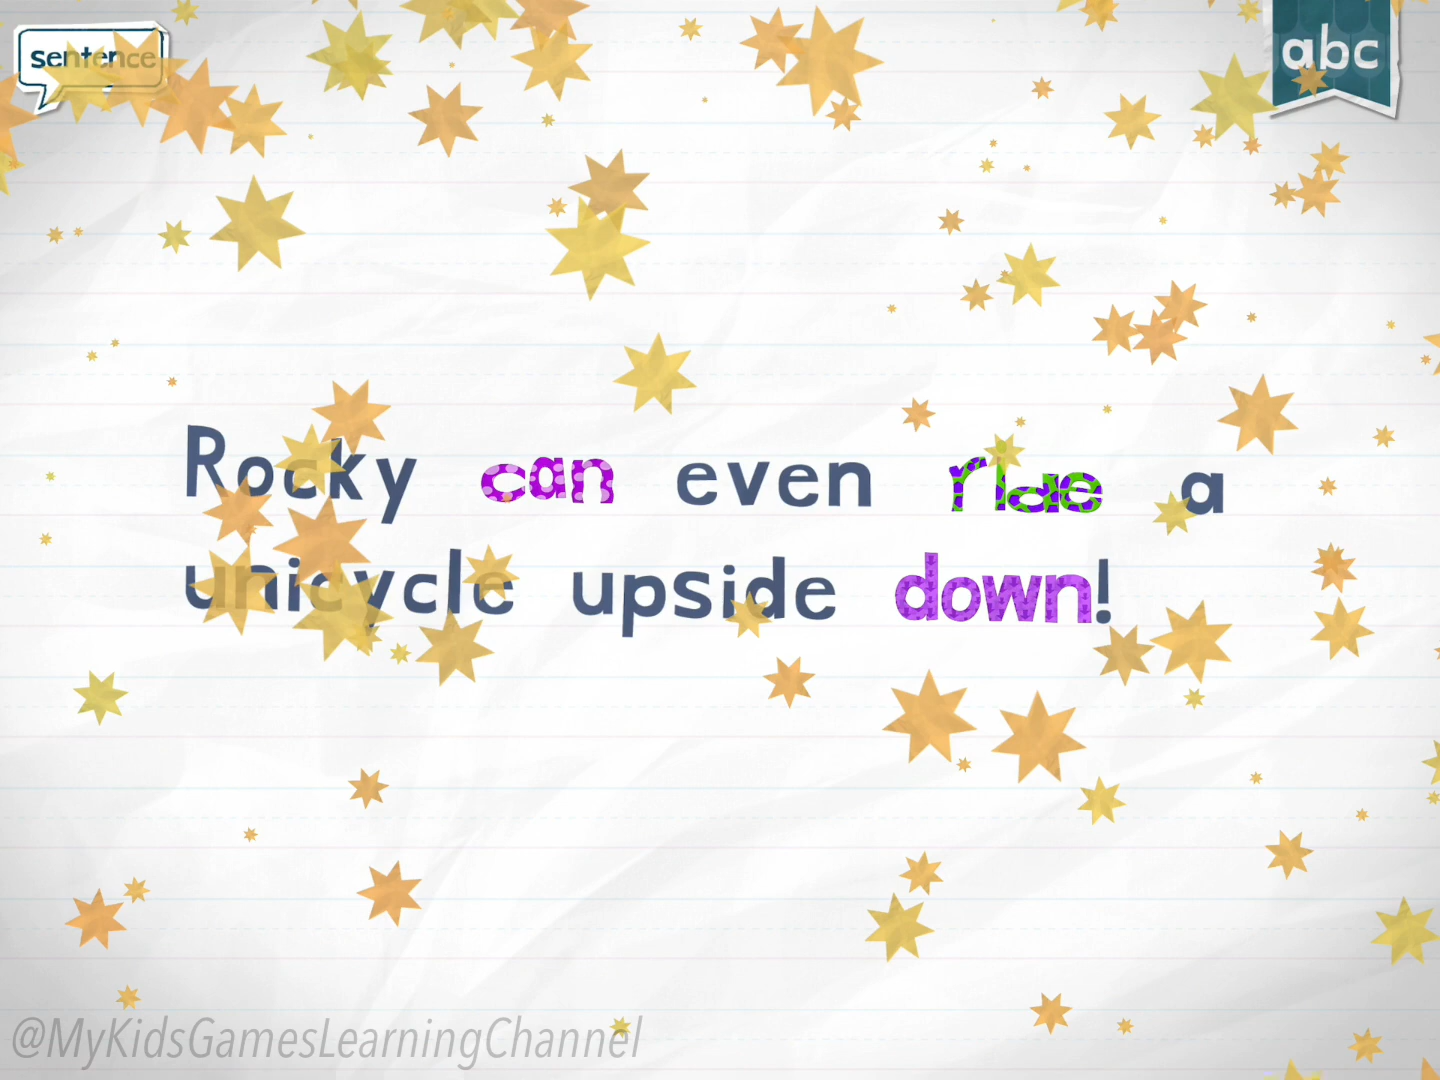 sentence
abc
Rocky can even ride a
unicycle upside down!
@MyKidsGamesLearningChannel